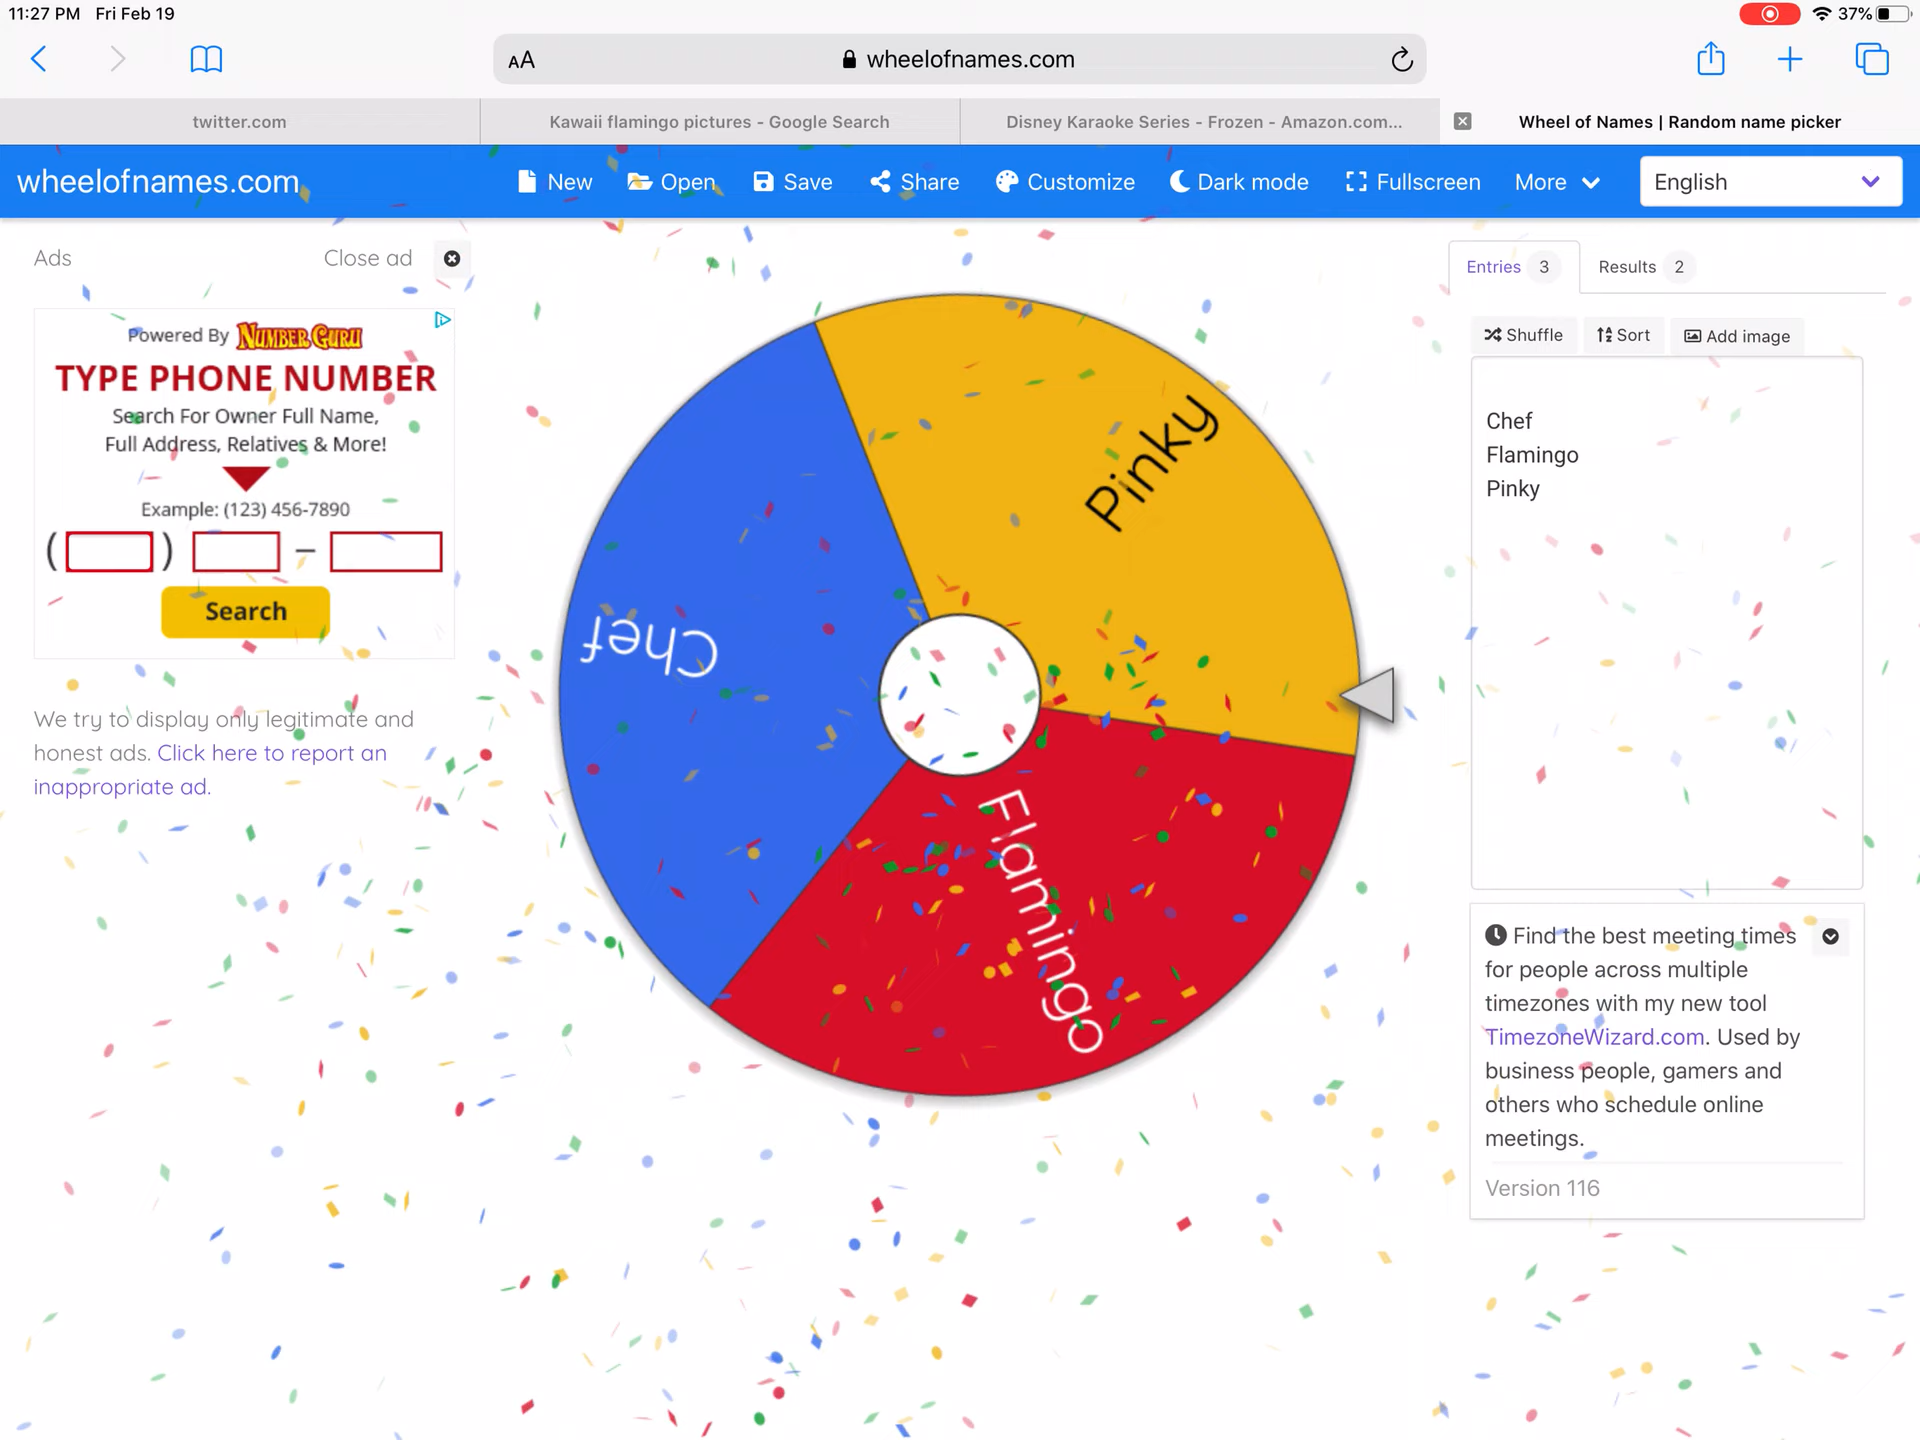 11:27 PM Fri Feb 19
37%
AA wheelofnames.com
twitter.com
Kawaii flamingo pictures - Google Search
Disney Karaoke Series - Frozen - Amazon.com...
Wheel of Names | Random name picker
wheelofnames.com
New
Open
Save
Share
Customize
Dark mode
Fullscreen
More
English
Ads
Close ad
Powered By NUMBER GURU
TYPE PHONE NUMBER
Search For Owner Full Name,
Full Address, Relatives & More!
Example: (123) 456-7890
( ) –
Search
We try to display only legitimate and
honest ads. Click here to report an
inappropriate ad.
Pinky
Chef
Flamingo
Entries 3
Results 2
Shuffle
Sort
Add image
Chef
Flamingo
Pinky
Find the best meeting times
for people across multiple
timezones with my new tool
TimezoneWizard.com. Used by
business people, gamers and
others who schedule online
meetings.
Version 116